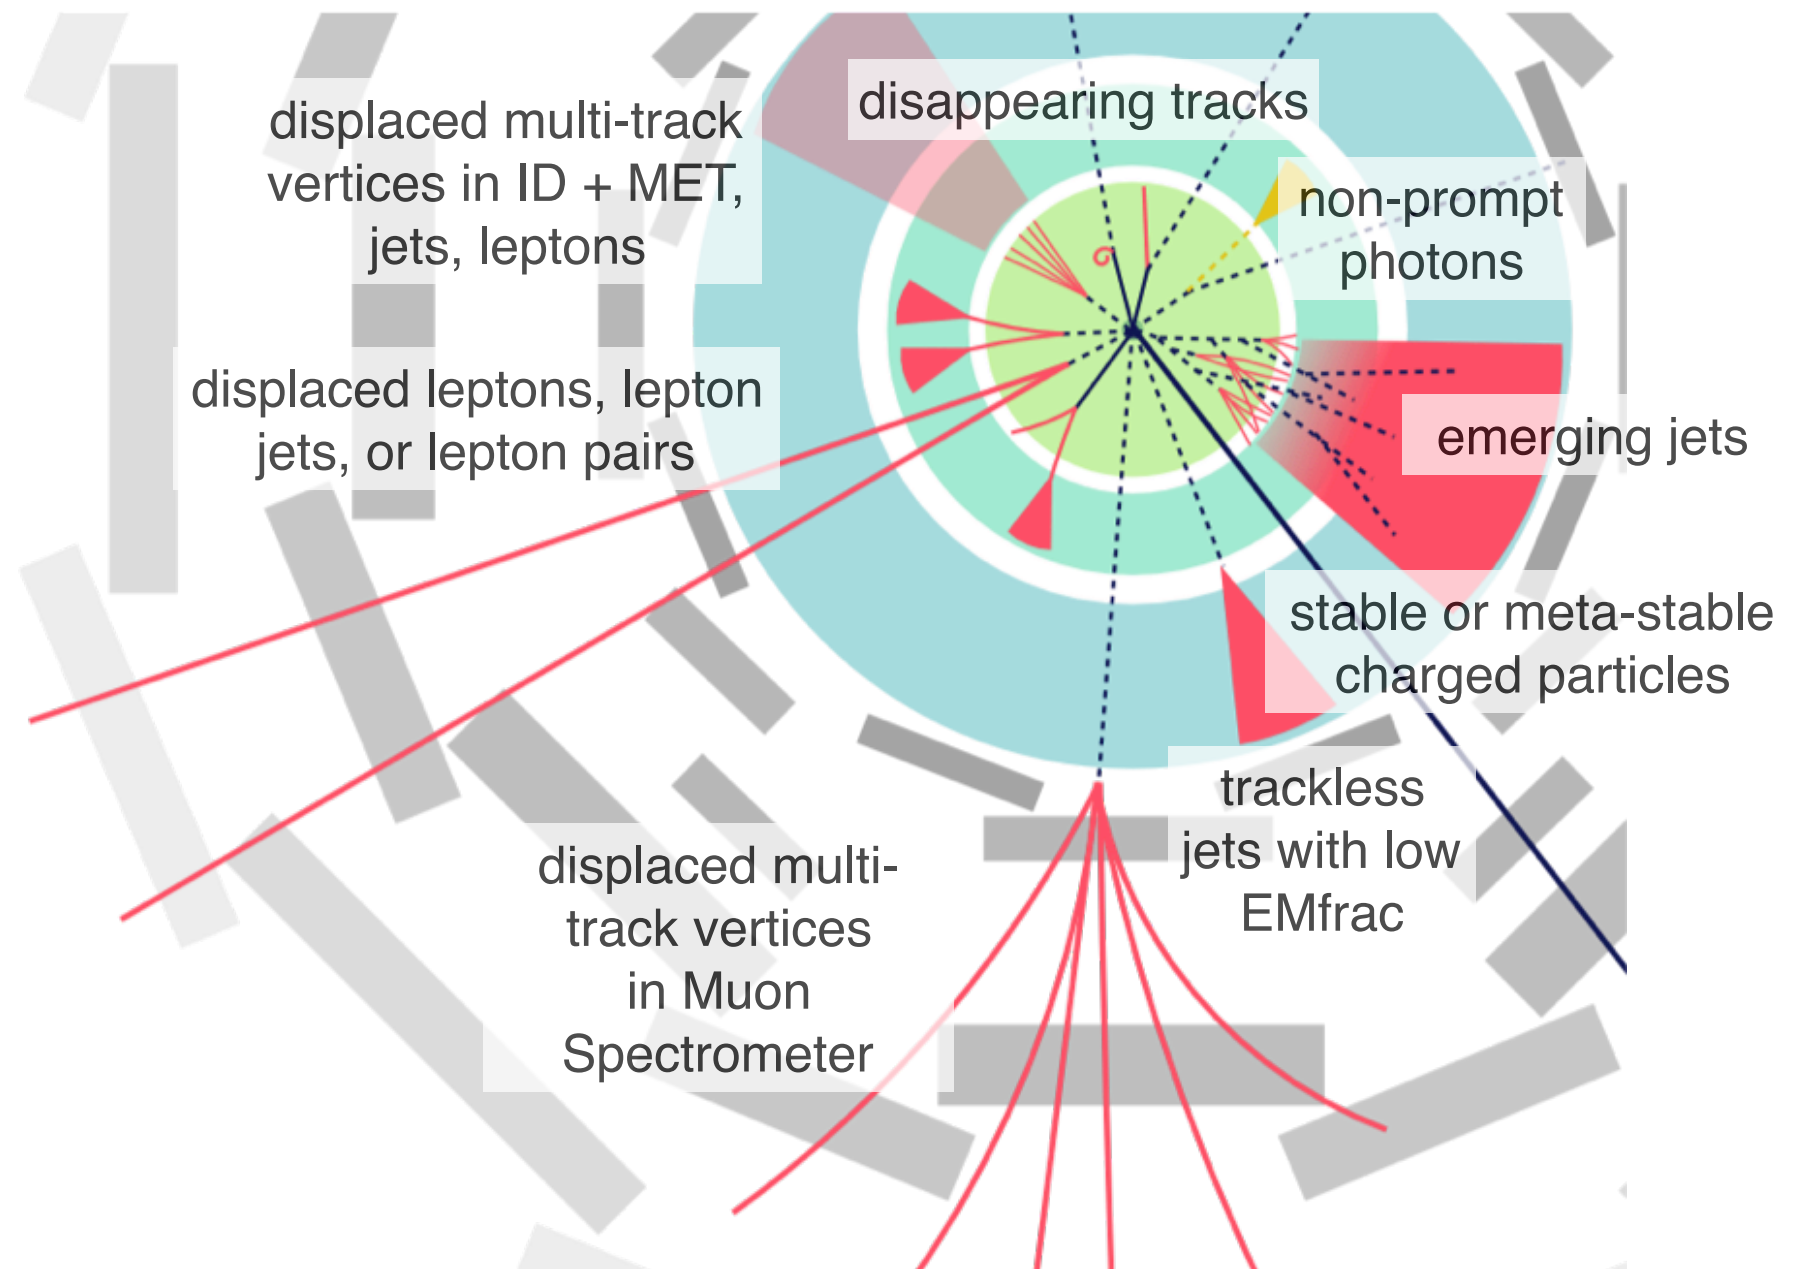 disappearing tracks
displaced multi-track
vertices in ID + MET,
jets, leptons
non-prompt
photons
displaced leptons, lepton
jets, or lepton pairs
emerging jets
stable or meta-stable
charged particles
trackless
jets with low
EMfrac
displaced multi-
track vertices
in Muon
Spectrometer